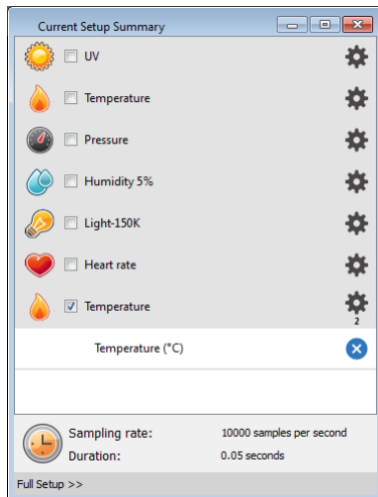 Current Setup Summary
UV
Temperature
Pressure
Humidity 5%
Light-150K
Heart rate
Temperature
2
Temperature (°C)
Sampling rate: 10000 samples per second
Duration: 0.05 seconds
Full Setup >>